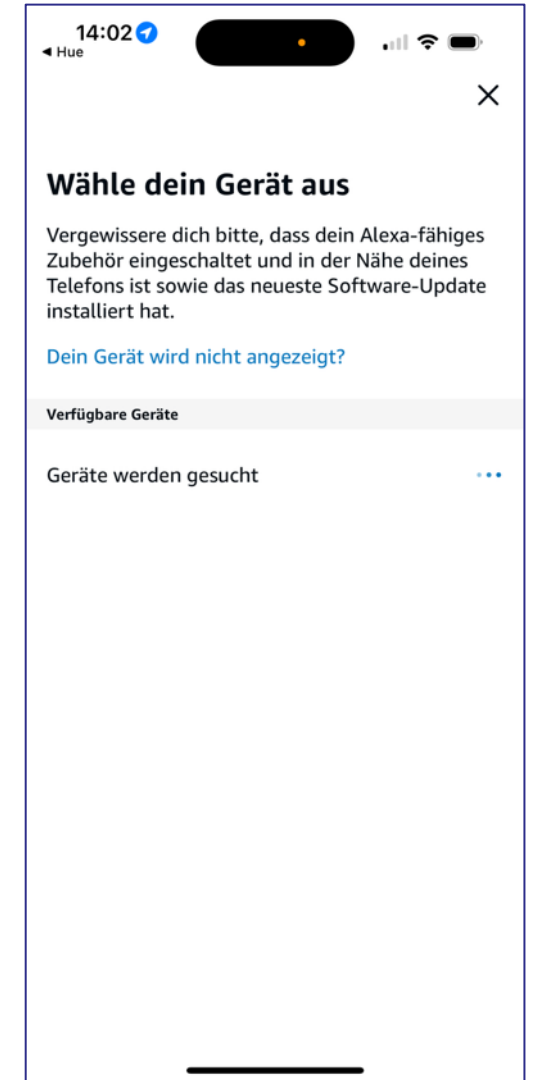 14:02
◀ Hue
Wähle dein Gerät aus
Vergewissere dich bitte, dass dein Alexa-fähiges
Zubehör eingeschaltet und in der Nähe deines
Telefons ist sowie das neueste Software-Update
installiert hat.
Dein Gerät wird nicht angezeigt?
Verfügbare Geräte
Geräte werden gesucht